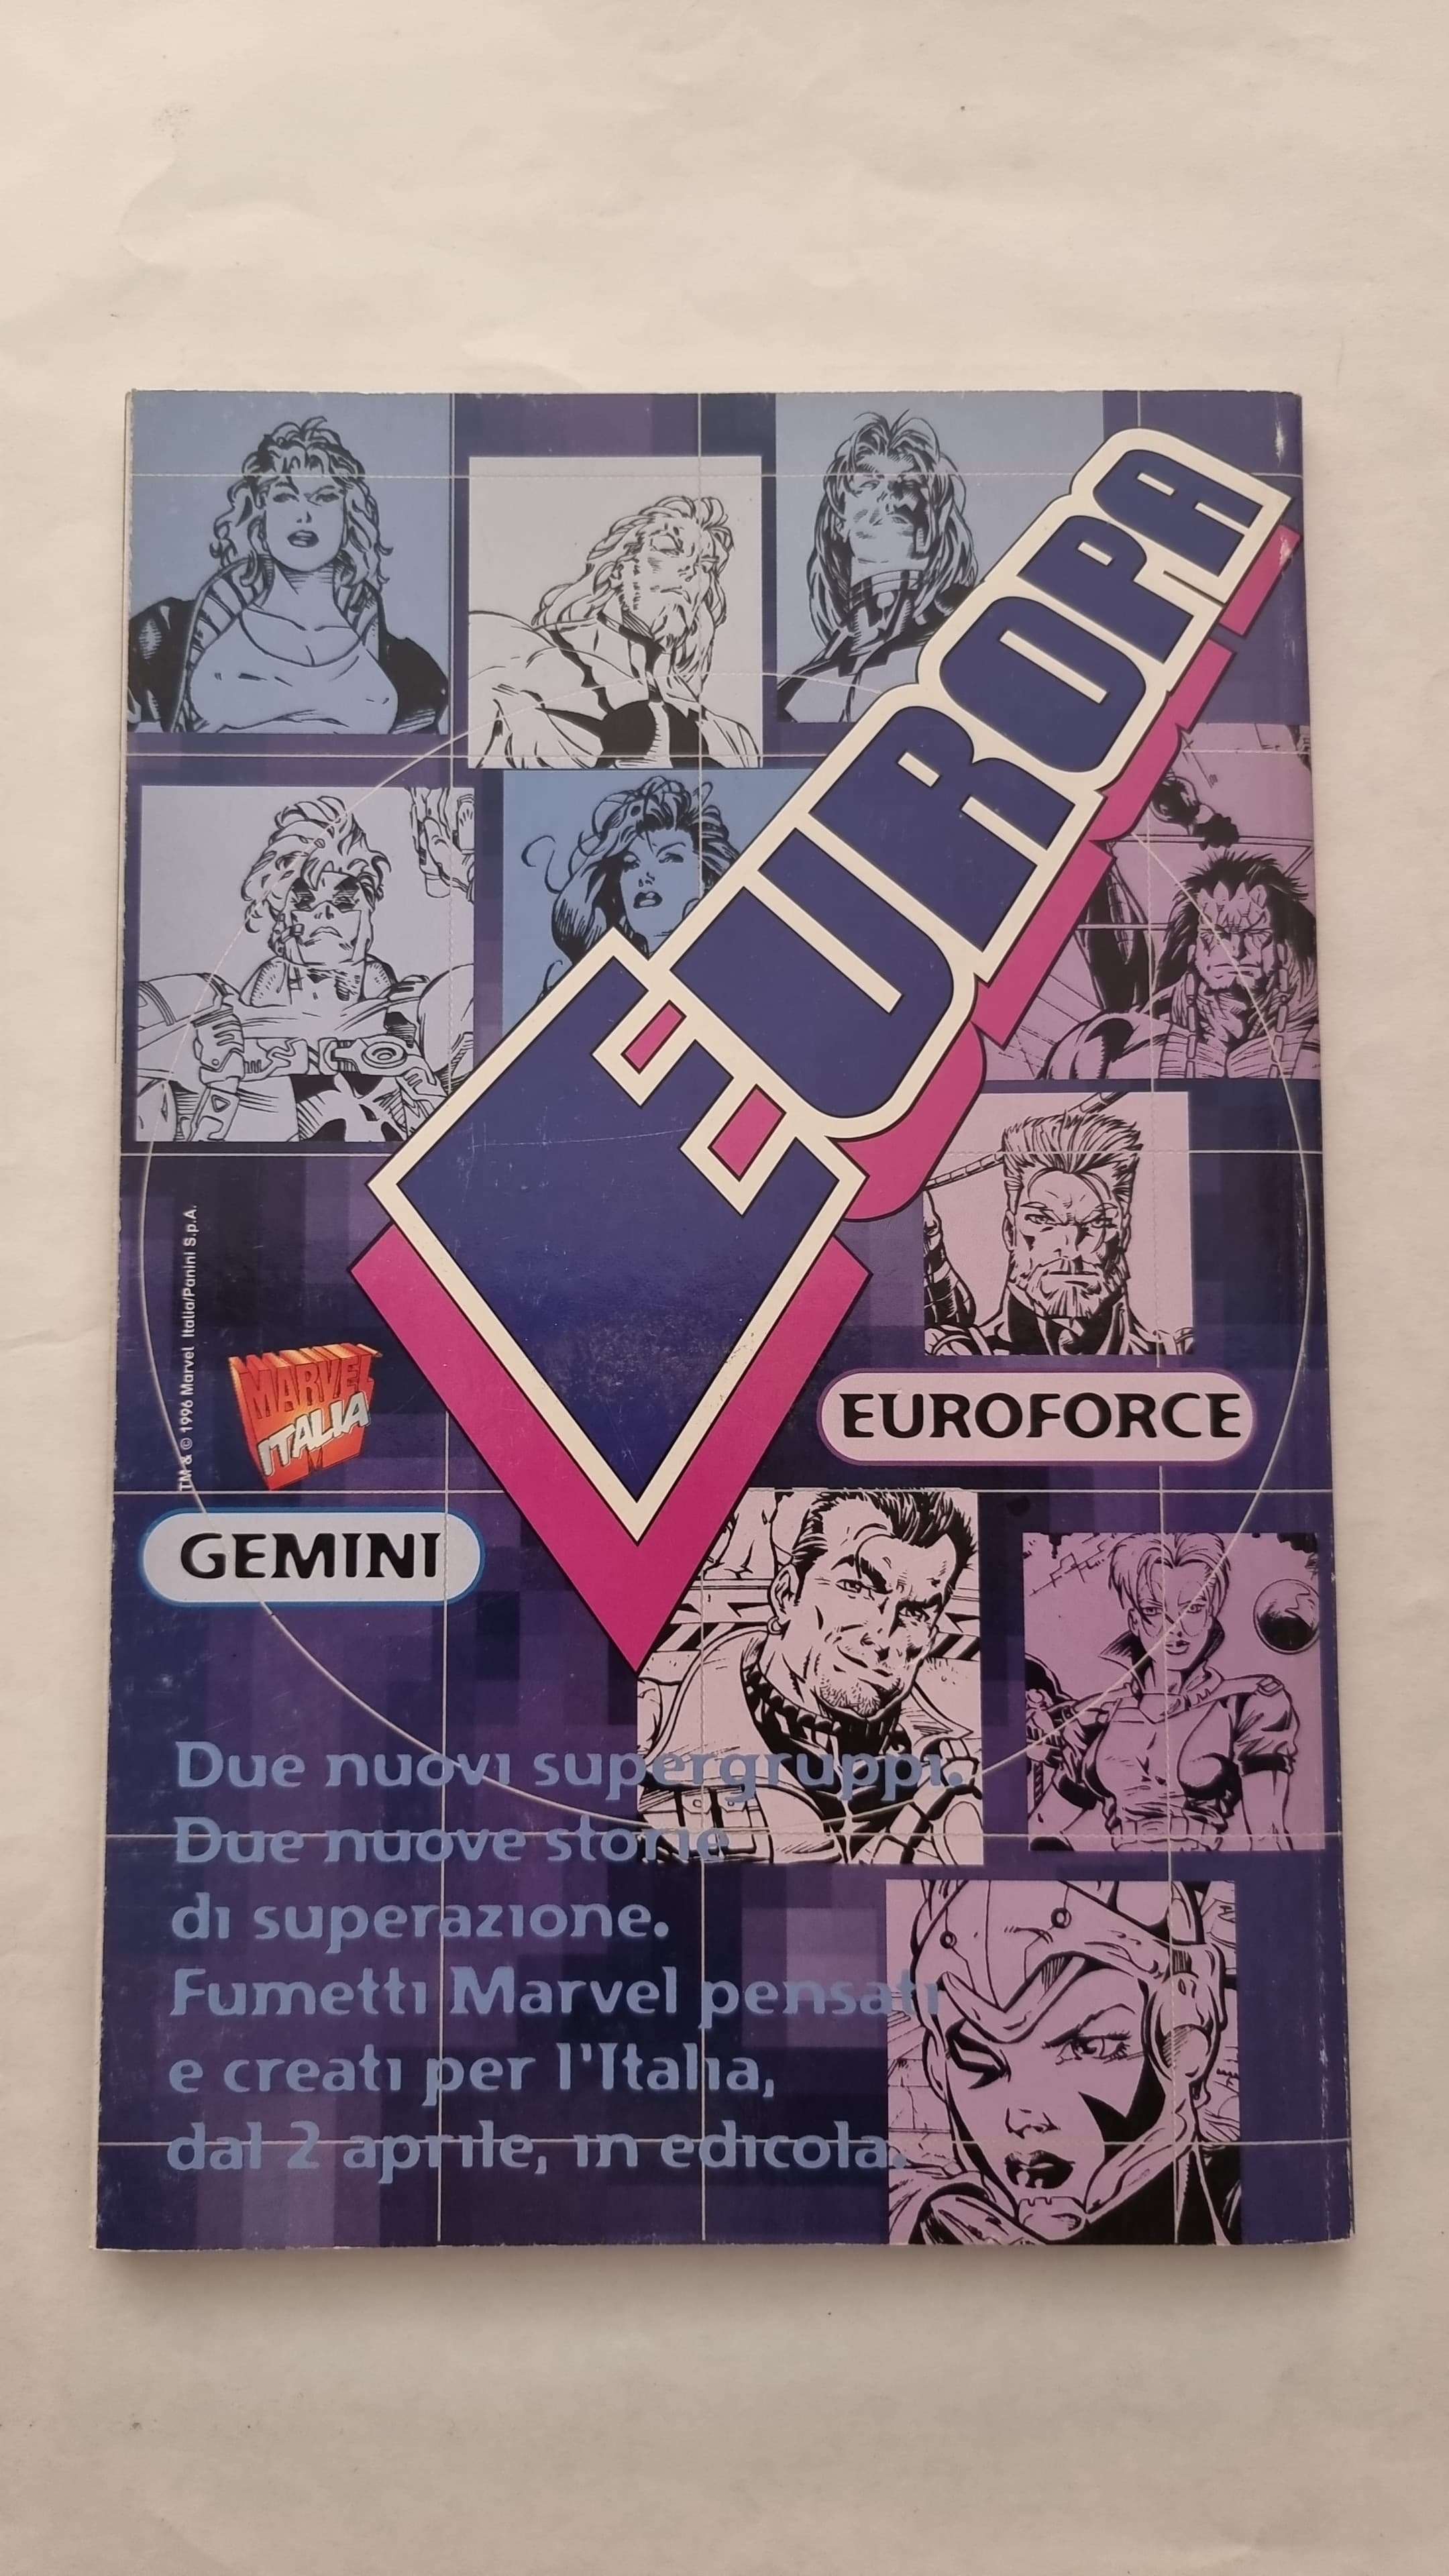 EUROPA
TM & © 1996 Marvel Italia/Panini S.p.A.
MARVEL
ITALIA
EUROFORCE
GEMINI
Due nuovi supergruppi.
Due nuove storie
di superazione.
Fumetti Marvel pensati
e creati per l'Italia,
dal 2 aprile, in edicola.